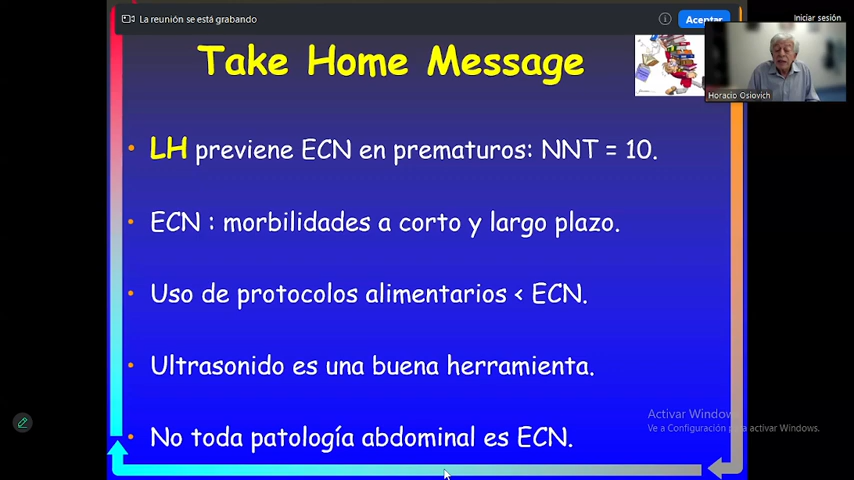 La reunión se está grabando
Aceptar
Iniciar sesión
Take Home Message
Horacio Osiovich
• LH previene ECN en prematuros: NNT = 10.
• ECN : morbilidades a corto y largo plazo.
• Uso de protocolos alimentarios < ECN.
• Ultrasonido es una buena herramienta.
• No toda patología abdominal es ECN.
Activar Windows
Ve a Configuración para activar Windows.